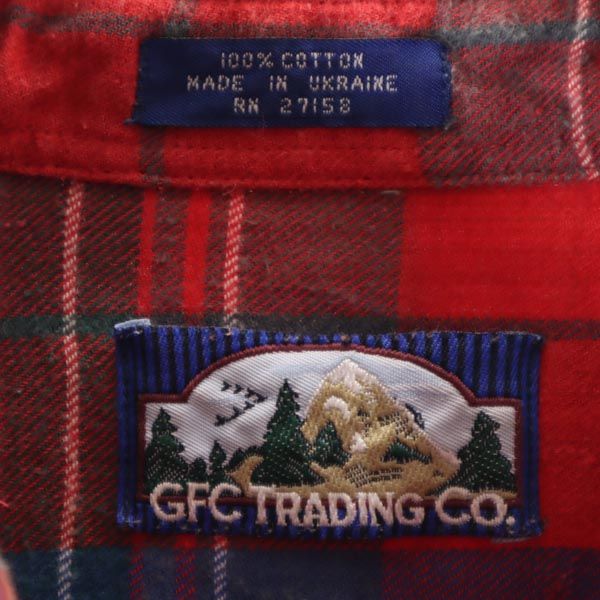 100% COTTON
MADE IN UKRAINE
RN 27158
GFC TRADING CO.